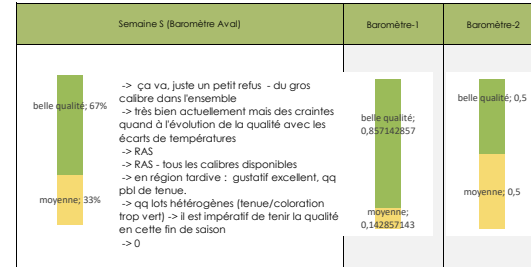 Semaine S (Baromètre Aval)
Baromètre-1
Baromètre-2
belle qualité; 67%
moyenne; 33%
-> ça va, juste un petit refus - du gros
calibre dans l'ensemble
-> très bien actuellement mais des craintes
quand à l'évolution de la qualité avec les
écarts de températures
-> RAS
-> RAS - tous les calibres disponibles
-> en région tardive : gustatif excellent, qq
pbl de tenue.
-> qq lots hétérogènes (tenue/coloration
trop vert) -> il est impératif de tenir la qualité
en cette fin de saison
-> 0
belle qualité;
0,857142857
moyenne;
0,142857143
belle qualité; 0,5
moyenne; 0,5